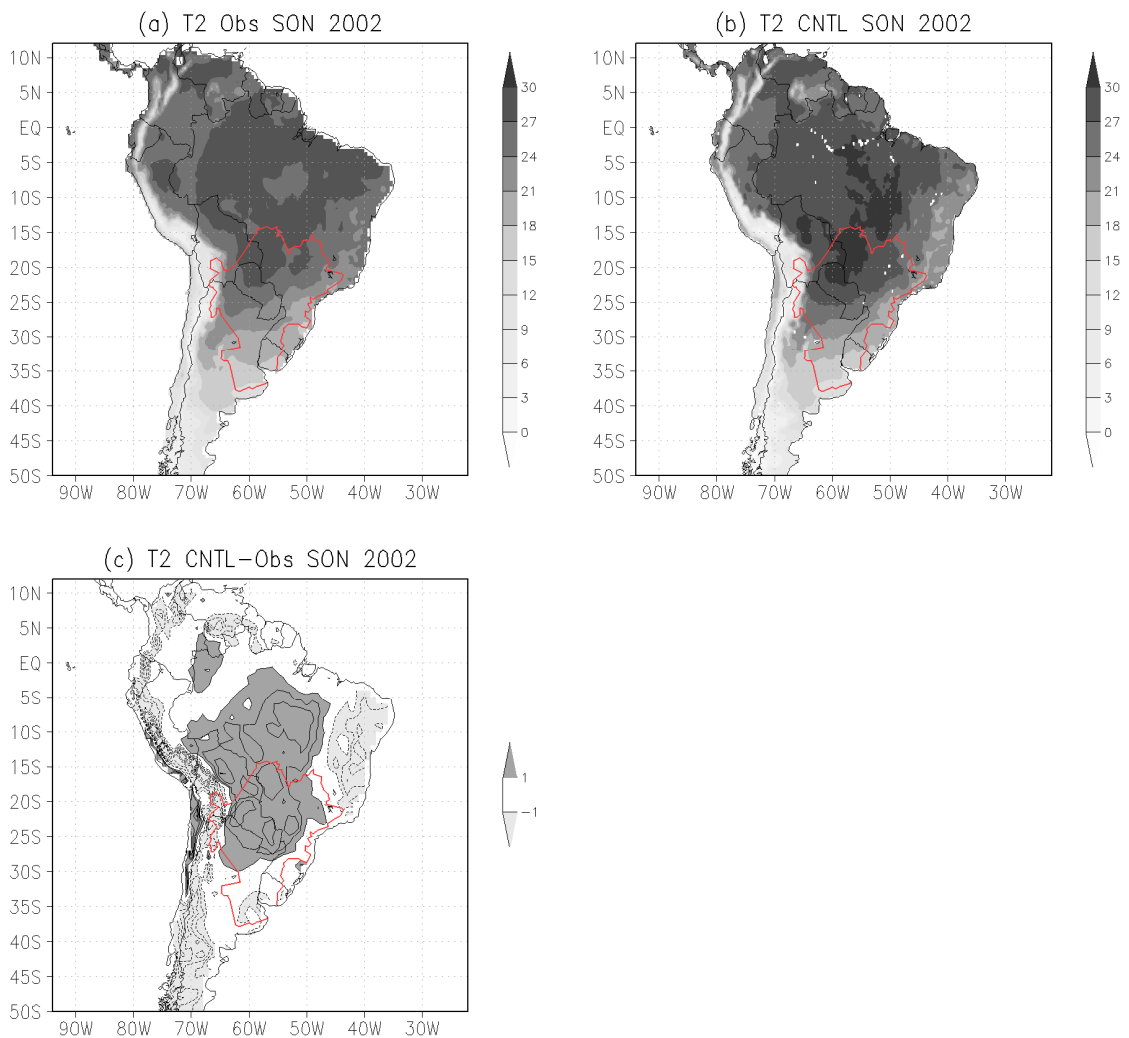 (a) T2 Obs SON 2002
10N
5N
EQ
5S
10S
15S
20S
25S
30S
35S
40S
45S
50S
90W 80W 70W 60W 50W 40W 30W
30
27
24
21
18
15
12
9
6
3
0
(b) T2 CNTL SON 2002
10N
5N
EQ
5S
10S
15S
20S
25S
30S
35S
40S
45S
50S
90W 80W 70W 60W 50W 40W 30W
30
27
24
21
18
15
12
9
6
3
0
(c) T2 CNTL−Obs SON 2002
10N
5N
EQ
5S
10S
15S
20S
25S
30S
35S
40S
45S
50S
90W 80W 70W 60W 50W 40W 30W
1
−1